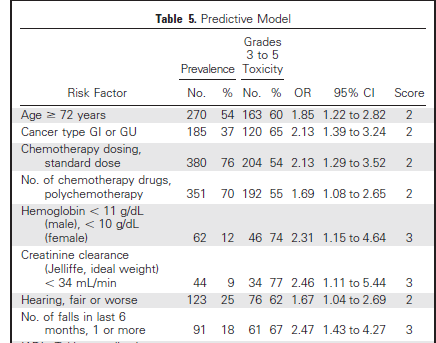 Table 5. Predictive Model
Grades
3 to 5
Prevalence Toxicity
Risk Factor No. % No. % OR 95% CI Score
Age ≥ 72 years 270 54 163 60 1.85 1.22 to 2.82 2
Cancer type GI or GU 185 37 120 65 2.13 1.39 to 3.24 2
Chemotherapy dosing,
standard dose 380 76 204 54 2.13 1.29 to 3.52 2
No. of chemotherapy drugs,
polychemotherapy 351 70 192 55 1.69 1.08 to 2.65 2
Hemoglobin < 11 g/dL
(male), < 10 g/dL
(female) 62 12 46 74 2.31 1.15 to 4.64 3
Creatinine clearance
(Jelliffe, ideal weight)
< 34 mL/min 44 9 34 77 2.46 1.11 to 5.44 3
Hearing, fair or worse 123 25 76 62 1.67 1.04 to 2.69 2
No. of falls in last 6
months, 1 or more 91 18 61 67 2.47 1.43 to 4.27 3